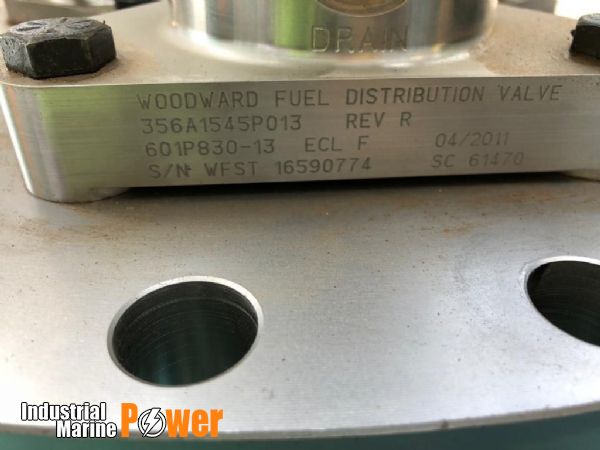 DRAIN
WOODWARD FUEL DISTRIBUTION VALVE
356A1545P013 REV R
601P830-13 ECL F 04/2011
S/N: WFST 16590774 SC 61470
Industrial
Marine Power